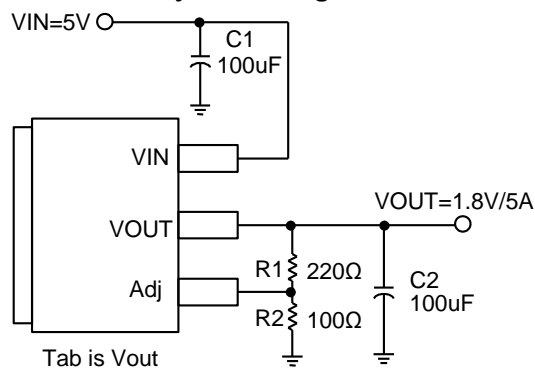 VIN=5V
C1
100uF
VIN
VOUT=1.8V/5A
VOUT
R1 220Ω
C2
100uF
Adj
R2 100Ω
Tab is Vout